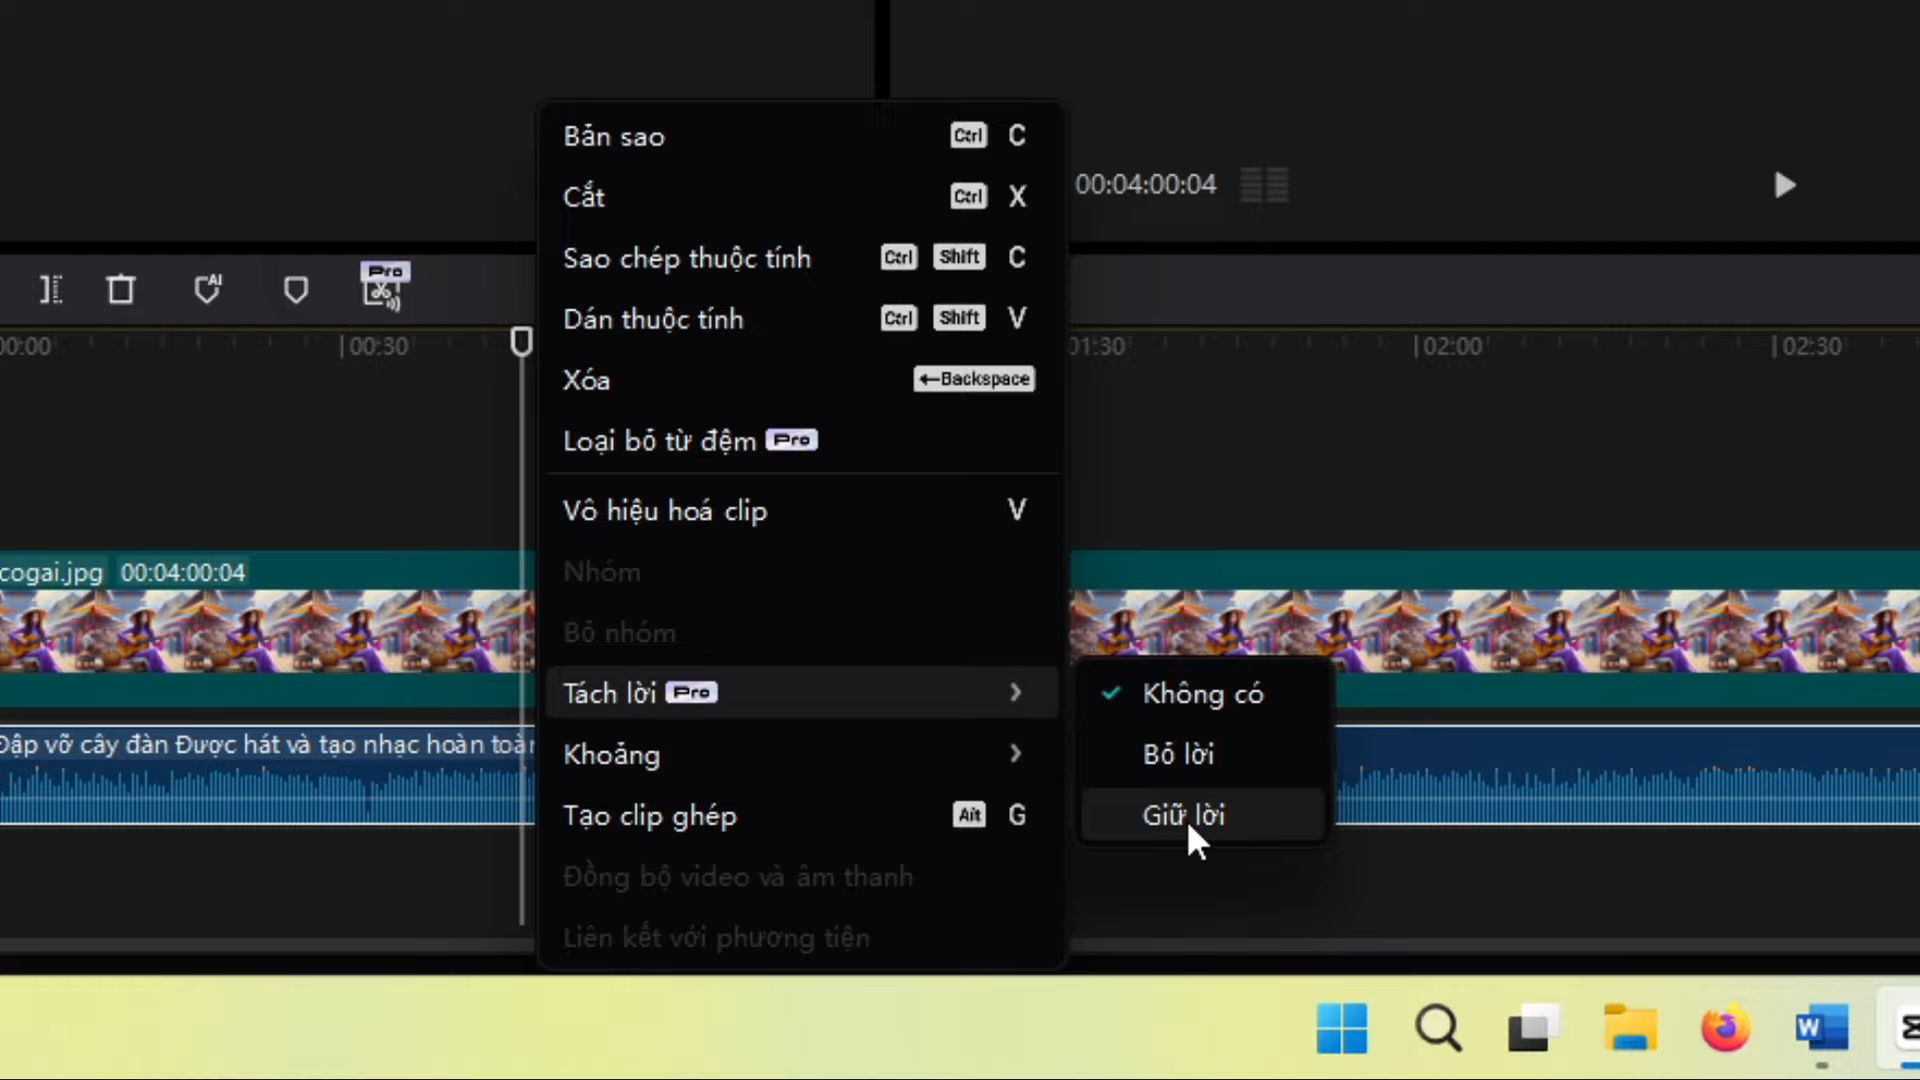 Bản sao Ctrl C
Cắt Ctrl X
Sao chép thuộc tính Ctrl Shift C
Dán thuộc tính Ctrl Shift V
Xóa ←Backspace
Loại bỏ từ đệm Pro
Vô hiệu hoá clip V
Nhóm
Bỏ nhóm
Tách lời Pro
Khoảng
Tạo clip ghép Alt G
Đồng bộ video và âm thanh
Liên kết với phương tiện
Không có
Bỏ lời
Giữ lời
00:04:00:04
AI
Pro
00:00
00:30
01:30
02:00
02:30
cogai.jpg 00:04:00:04
Đập vỡ cây đàn Được hát và tạo nhạc hoàn toàn
W